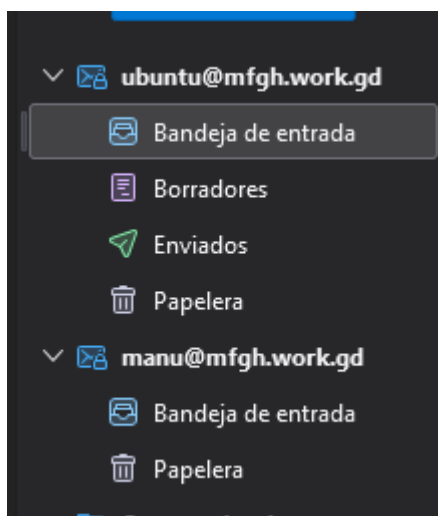 ubuntu@mfgh.work.gd
Bandeja de entrada
Borradores
Enviados
Papelera
manu@mfgh.work.gd
Bandeja de entrada
Papelera